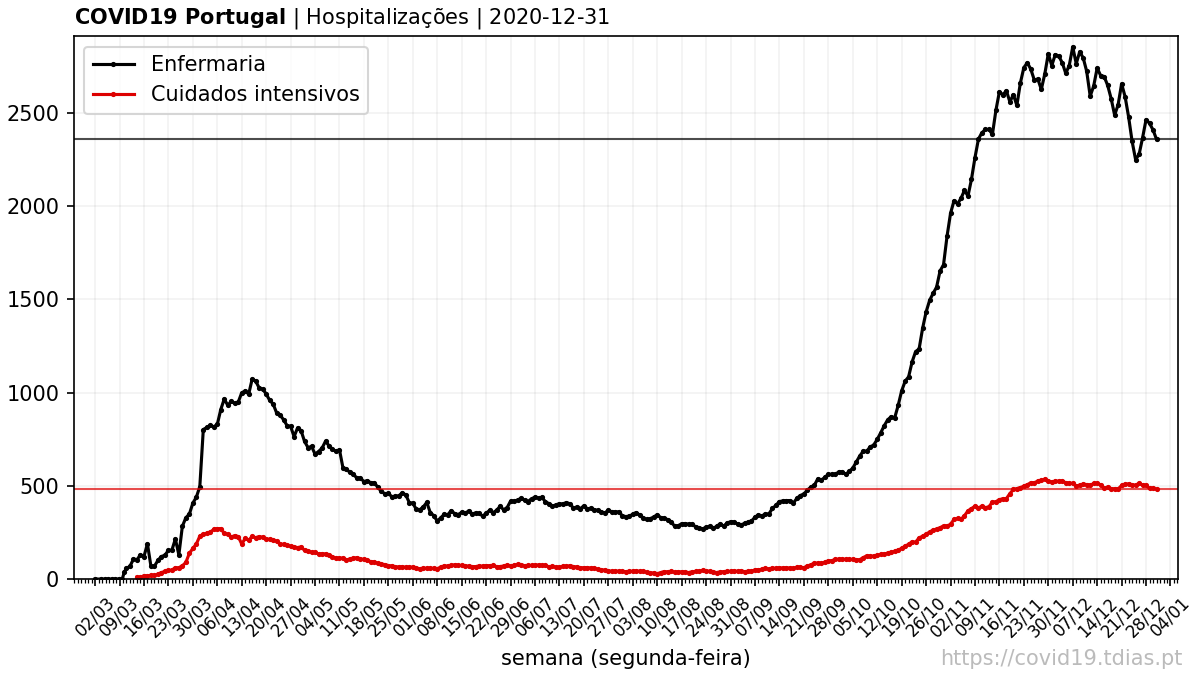 COVID19 Portugal | Hospitalizações | 2020-12-31
Enfermaria
Cuidados intensivos
2500
2000
1500
1000
500
0
02/03 09/03 16/03 23/03 30/03 06/04 13/04 20/04 27/04 04/05 11/05 18/05 25/05 01/06 08/06 15/06 22/06 29/06 06/07 13/07 20/07 27/07 03/08 10/08 17/08 24/08 31/08 07/09 14/09 21/09 28/09 05/10 12/10 19/10 26/10 02/11 09/11 16/11 23/11 30/12 07/12 14/12 21/12 28/12 04/01
semana (segunda-feira)
https://covid19.tdias.pt